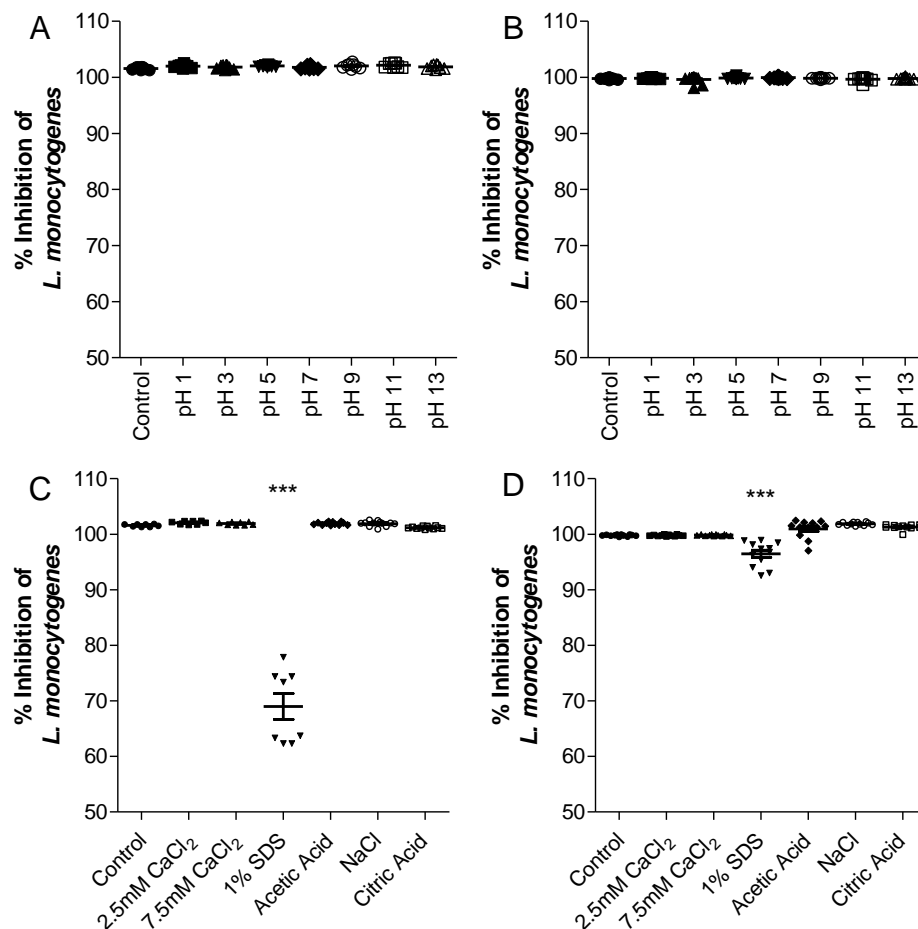 A
% Inhibition of
L. monocytogenes
110
100
90
80
70
60
50
Control
pH 1
pH 3
pH 5
pH 7
pH 9
pH 11
pH 13
B
% Inhibition of
L. monocytogenes
110
100
90
80
70
60
50
Control
pH 1
pH 3
pH 5
pH 7
pH 9
pH 11
pH 13
C
% Inhibition of
L. monocytogenes
110
100
90
80
70
60
50
***
Control
2.5mM CaCl₂
7.5mM CaCl₂
1% SDS
Acetic Acid
NaCl
Citric Acid
D
% Inhibition of
L. monocytogenes
110
100
90
80
70
60
50
***
Control
2.5mM CaCl₂
7.5mM CaCl₂
1% SDS
Acetic Acid
NaCl
Citric Acid